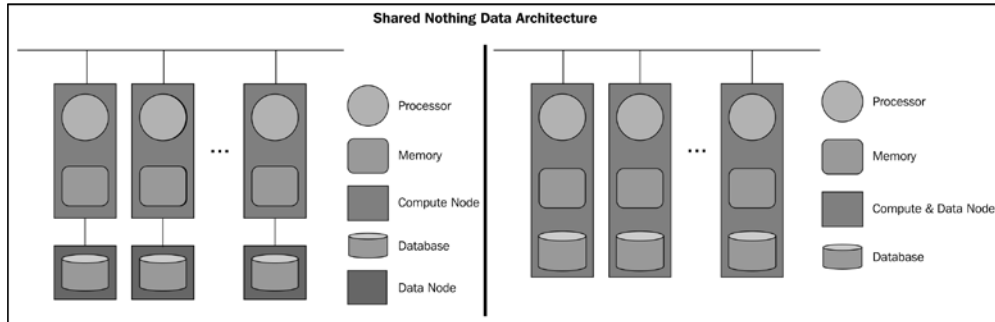 Shared Nothing Data Architecture
Processor
Memory
Compute Node
Database
Data Node
Processor
Memory
Compute & Data Node
Database